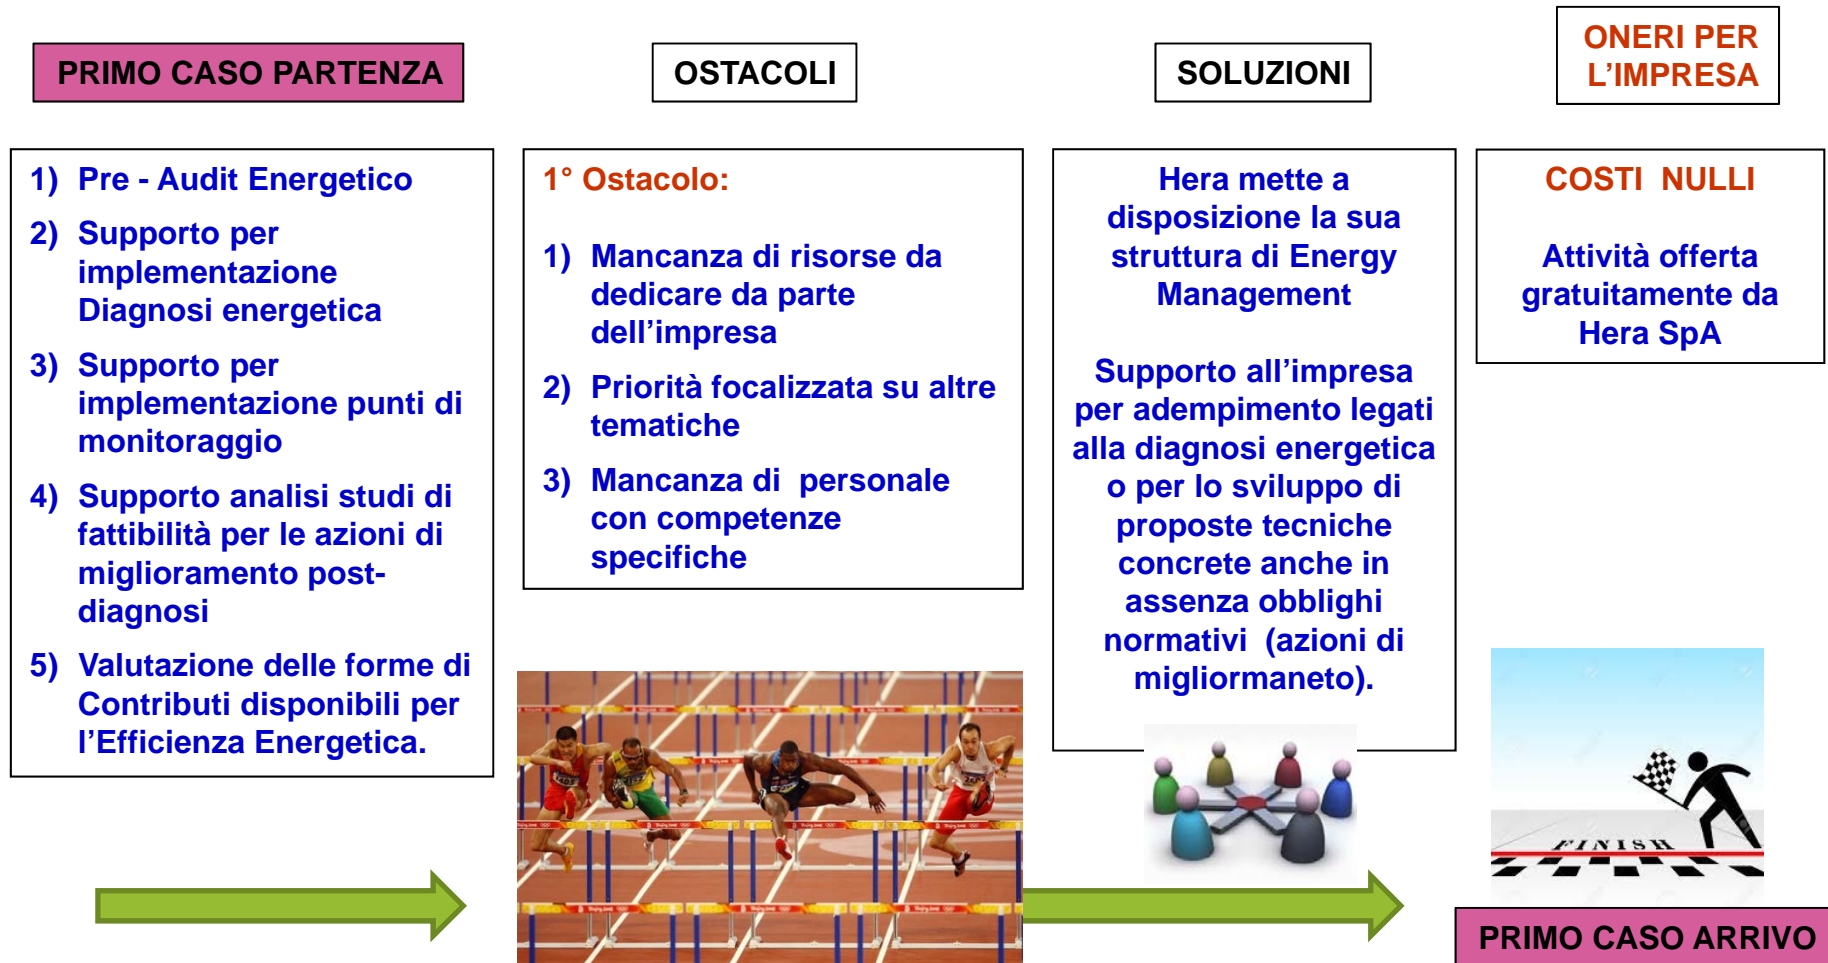 PRIMO CASO PARTENZA
OSTACOLI
SOLUZIONI
ONERI PER
L’IMPRESA
1) Pre - Audit Energetico
2) Supporto per
implementazione
Diagnosi energetica
3) Supporto per
implementazione punti di
monitoraggio
4) Supporto analisi studi di
fattibilità per le azioni di
miglioramento post-
diagnosi
5) Valutazione delle forme di
Contributi disponibili per
l’Efficienza Energetica.
1° Ostacolo:
1) Mancanza di risorse da
dedicare da parte
dell’impresa
2) Priorità focalizzata su altre
tematiche
3) Mancanza di personale
con competenze
specifiche
Hera mette a
disposizione la sua
struttura di Energy
Management
Supporto all’impresa
per adempimento legati
alla diagnosi energetica
o per lo sviluppo di
proposte tecniche
concrete anche in
assenza obblighi
normativi (azioni di
migliormaneto).
COSTI NULLI
Attività offerta
gratuitamente da
Hera SpA
FINISH
PRIMO CASO ARRIVO